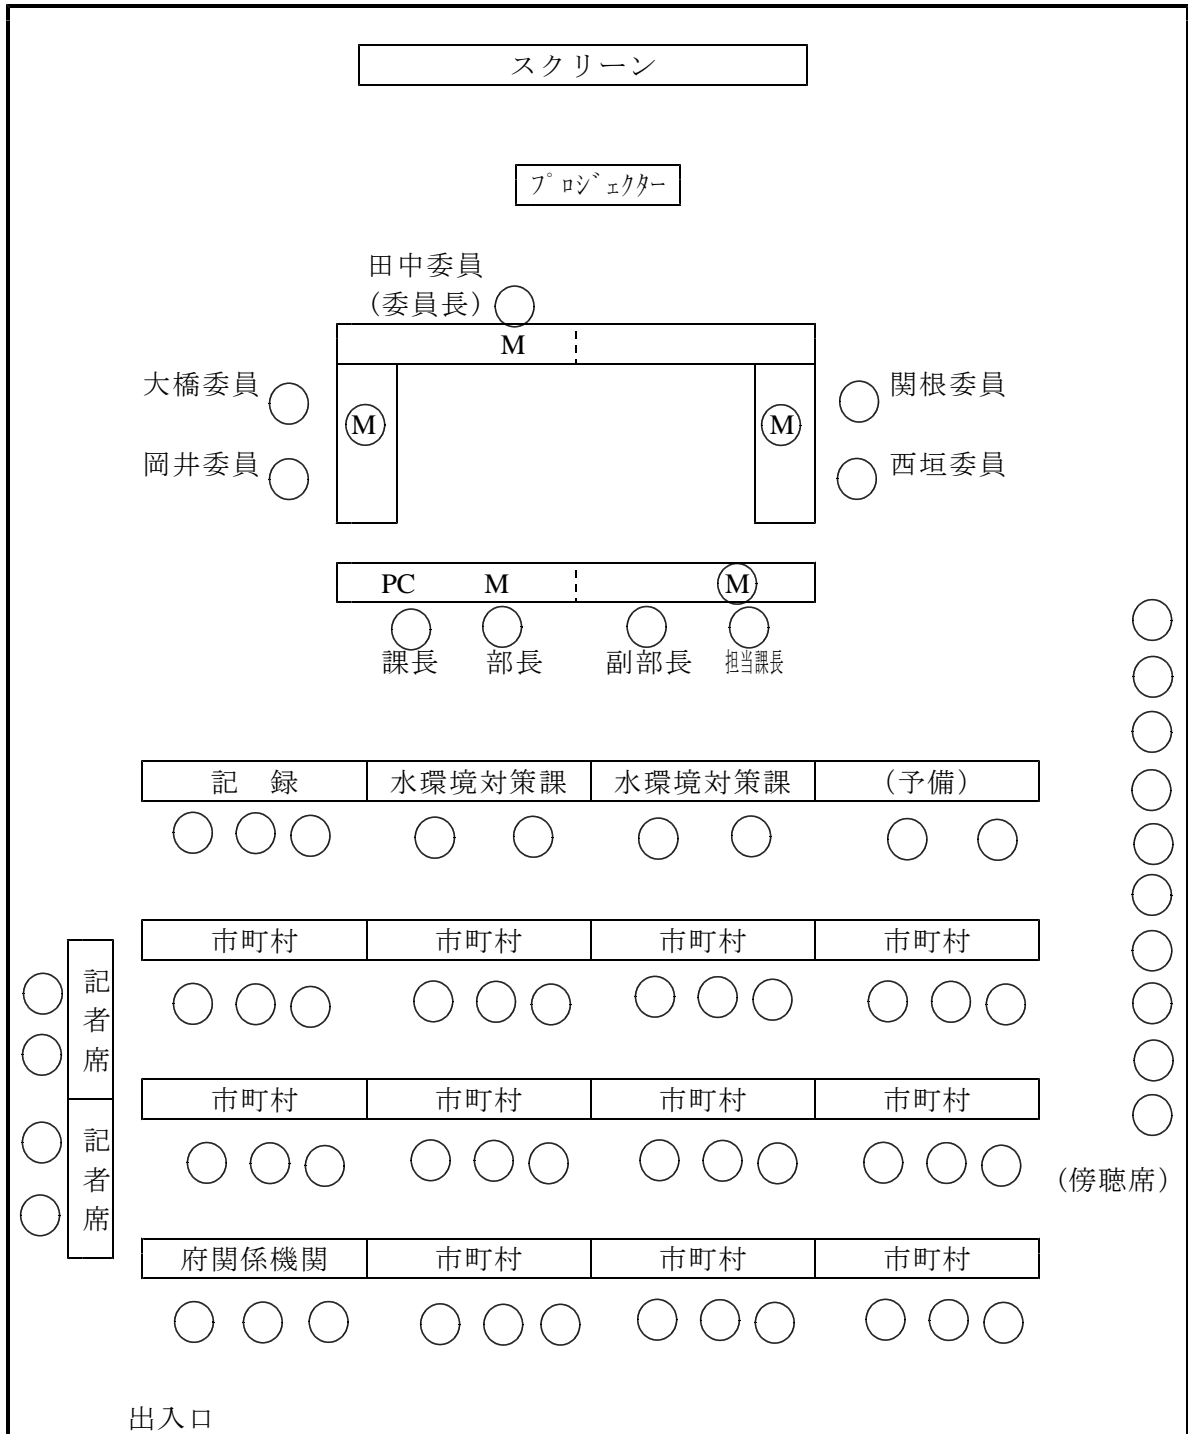 スクリーン
プロジェクター
田中委員
(委員長)
M
大橋委員
関根委員
M
M
岡井委員
西垣委員
PC M M
課長 部長 副部長 担当課長
記 録 水環境対策課 水環境対策課 (予備)
市町村 市町村 市町村 市町村
記者席
市町村 市町村 市町村 市町村
記者席
(傍聴席)
府関係機関 市町村 市町村 市町村
出入口